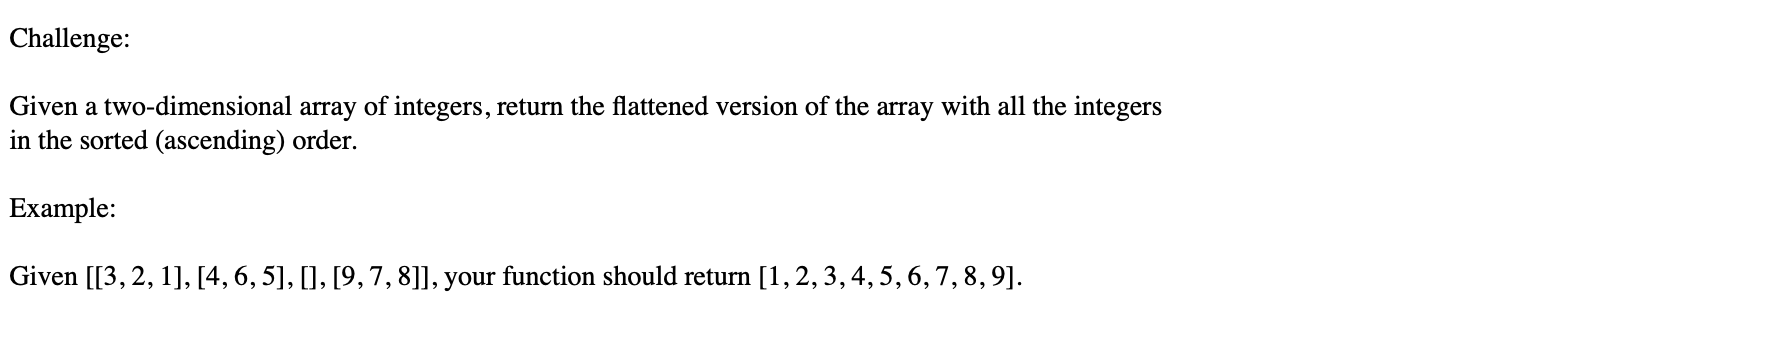 Challenge:
Given a two-dimensional array of integers, return the flattened version of the array with all the integers
in the sorted (ascending) order.
Example:
Given [[3, 2, 1], [4, 6, 5], [], [9, 7, 8]], your function should return [1, 2, 3, 4, 5, 6, 7, 8, 9].